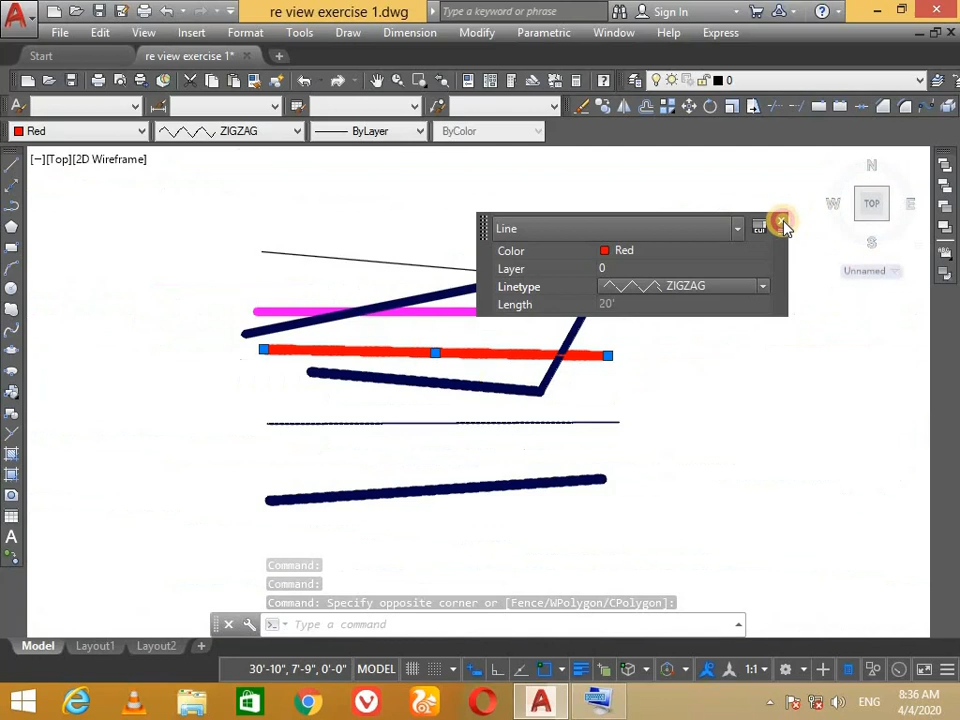 re view exercise 1.dwg
Type a keyword or phrase
Sign In
File Edit View Insert Format Tools Draw Dimension Modify Parametric Window Help Express
Start
re view exercise 1*
0
Red
ZIGZAG
ByLayer
ByColor
[−][Top][2D Wireframe]
N
W
TOP
E
S
Unnamed
Line
Color Red
Layer 0
Linetype ZIGZAG
Length 20'
Command:
Command:
Command: Specify opposite corner or [Fence/WPolygon/CPolygon]:
Type a command
Model Layout1 Layout2
30'-10", 7'-9", 0'-0" MODEL
1:1
ENG
8:36 AM
4/4/2020